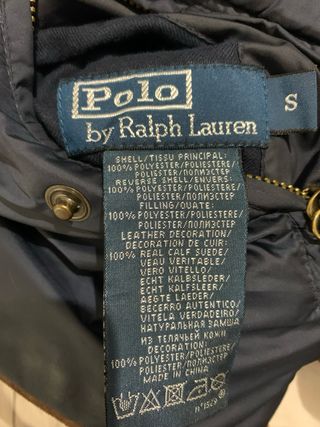 Polo
by Ralph Lauren
S
SHELL/TISSU PRINCIPAL:
100% POLYESTER/POLIESTERE/
POLIESTER/ПОЛИЭСТЕР
REVERSE SHELL/ENVERS:
100% POLYESTER/POLIESTERE/
POLIESTER/ПОЛИЭСТЕР
FILLING/OUATE:
100% POLYESTER/POLIESTERE/
POLIESTER/ПОЛИЭСТЕР
LEATHER DECORATION/
DECORATION DE CUIR:
100% REAL CALF SUEDE/
VEAU VERITABLE/
VERO VITELLO/
ECHT KALBSLEDER/
ECHT KALFSLEER/
AEGTE LAEDER/
BECERRO AUTENTICO/
VITELA VERDADEIRO/
НАТУРАЛЬНАЯ ЗАМША
ИЗ ТЕЛЯЧЬЕЙ КОЖИ
DECORATION:
100% POLYESTER/POLIESTERE/
POLIESTER/ПОЛИЭСТЕР
MADE IN CHINA